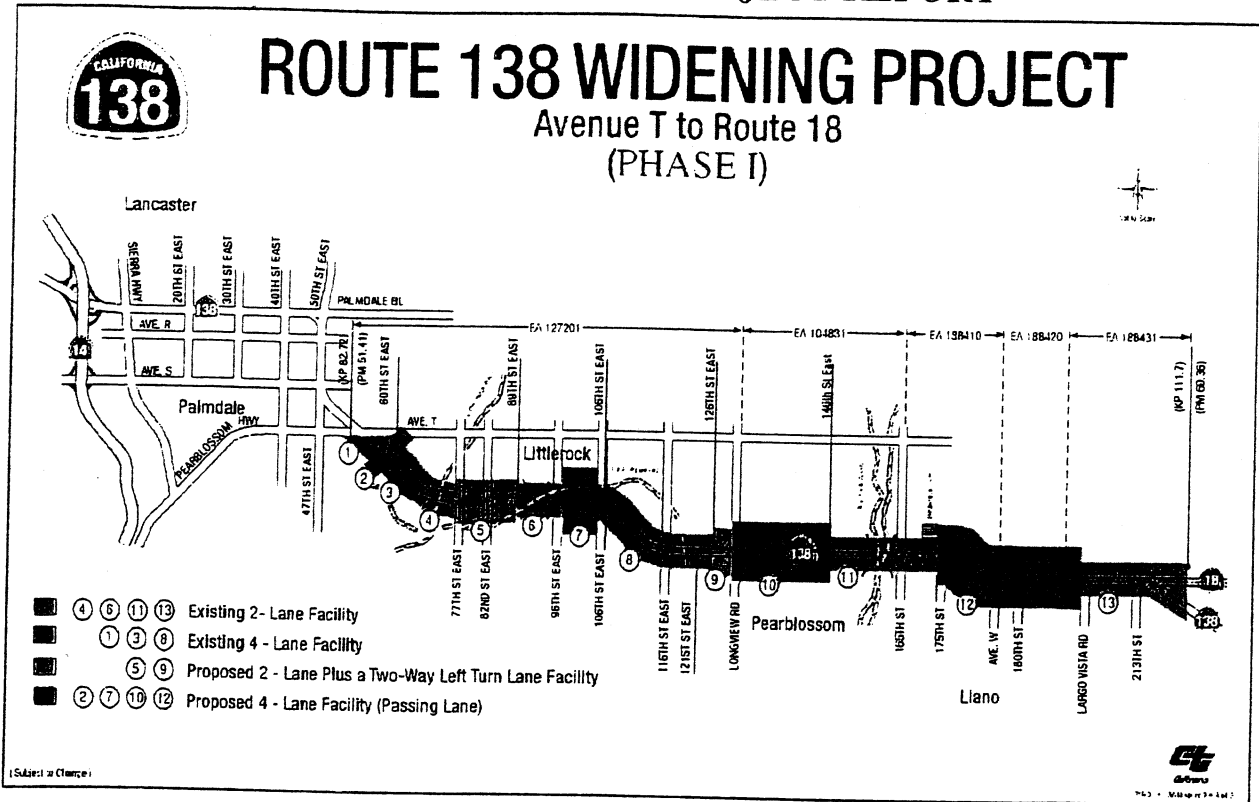 CALIFORNIA
138
ROUTE 138 WIDENING PROJECT
Avenue T to Route 18
(PHASE I)
Lancaster
SIERRA HWY
20TH ST EAST
30TH ST EAST
40TH ST EAST
50TH ST EAST
138
PALMDALE BL
AVE. R
14
AVE. S
(KP 82.72)
(PM 51.41)
60TH ST EAST
EA 127201
EA 104831
EA 138410
EA 188420
EA 188431
89TH ST EAST
106TH ST EAST
126TH ST EAST
140th St East
(KP 111.7)
(PM 60.36)
Palmdale
PEARBLOSSOM HWY
47TH ST EAST
AVE. T
Littlerock
1
2
3
4
5
6
7
8
9
10
138
11
12
13
18
138
77TH ST EAST
82ND ST EAST
96TH ST EAST
106TH ST EAST
116TH ST EAST
121ST ST EAST
LONGVIEW RD
Pearblossom
165TH ST
175TH ST
AVE. W
180TH ST
Llano
LARGO VISTA RD
213TH ST
4 6 11 13 Existing 2- Lane Facility
1 3 8 Existing 4 - Lane Facility
5 9 Proposed 2 - Lane Plus a Two-Way Left Turn Lane Facility
2 7 10 12 Proposed 4 - Lane Facility (Passing Lane)
(Subject to Change)
Caltrans